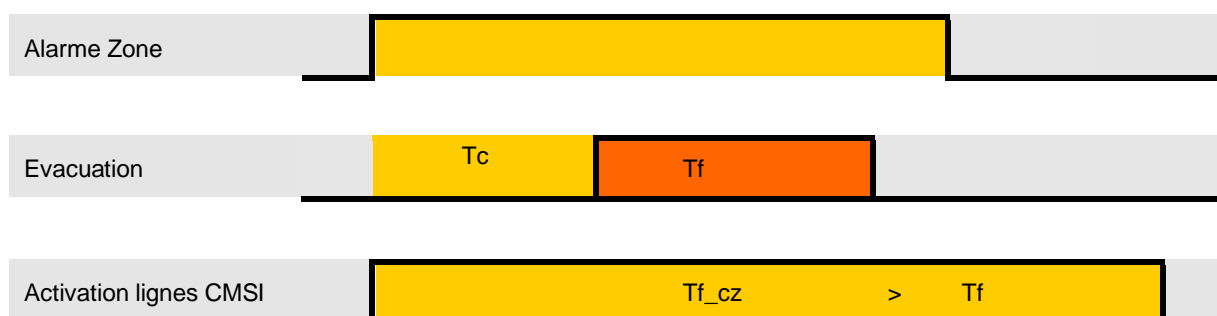 Alarme Zone
Evacuation Tc Tf
Activation lignes CMSI Tf_cz > Tf